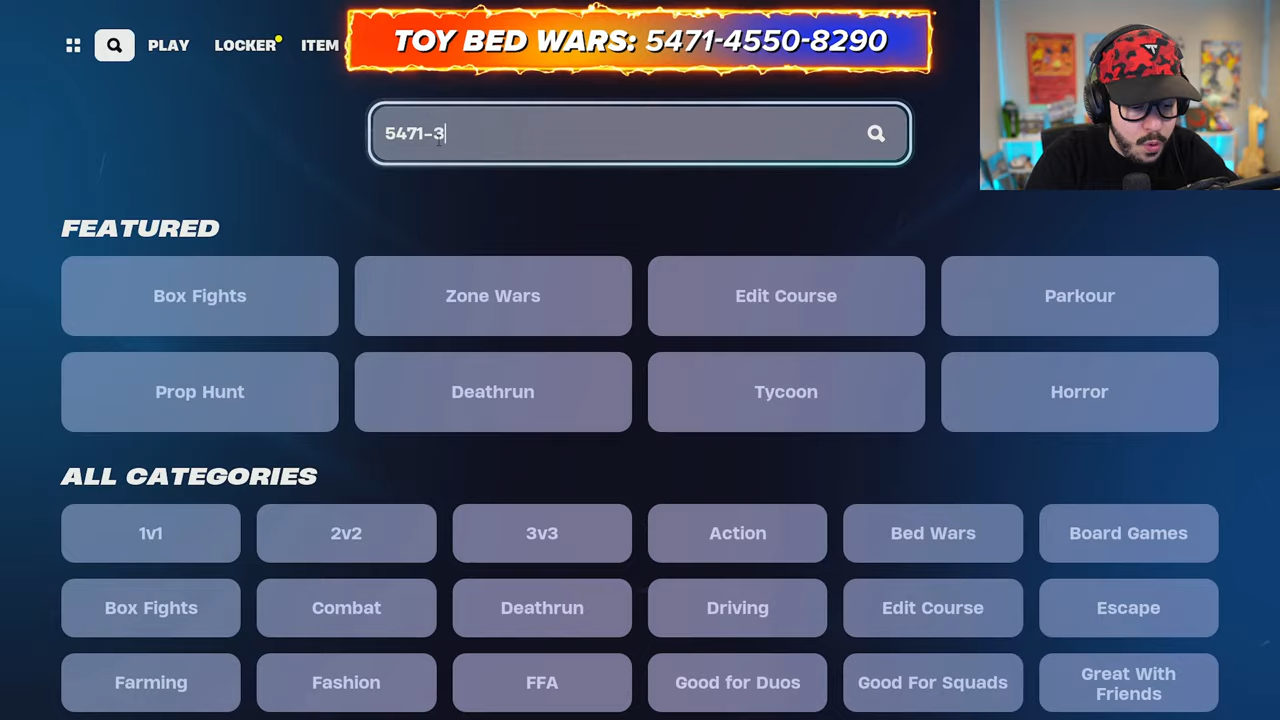 TOY BED WARS: 5471-4550-8290
PLAY LOCKER ITEM
5471-3
FEATURED
Box Fights Zone Wars Edit Course Parkour
Prop Hunt Deathrun Tycoon Horror
ALL CATEGORIES
1v1 2v2 3v3 Action Bed Wars Board Games
Box Fights Combat Deathrun Driving Edit Course Escape
Farming Fashion FFA Good for Duos Good For Squads Great With
Friends